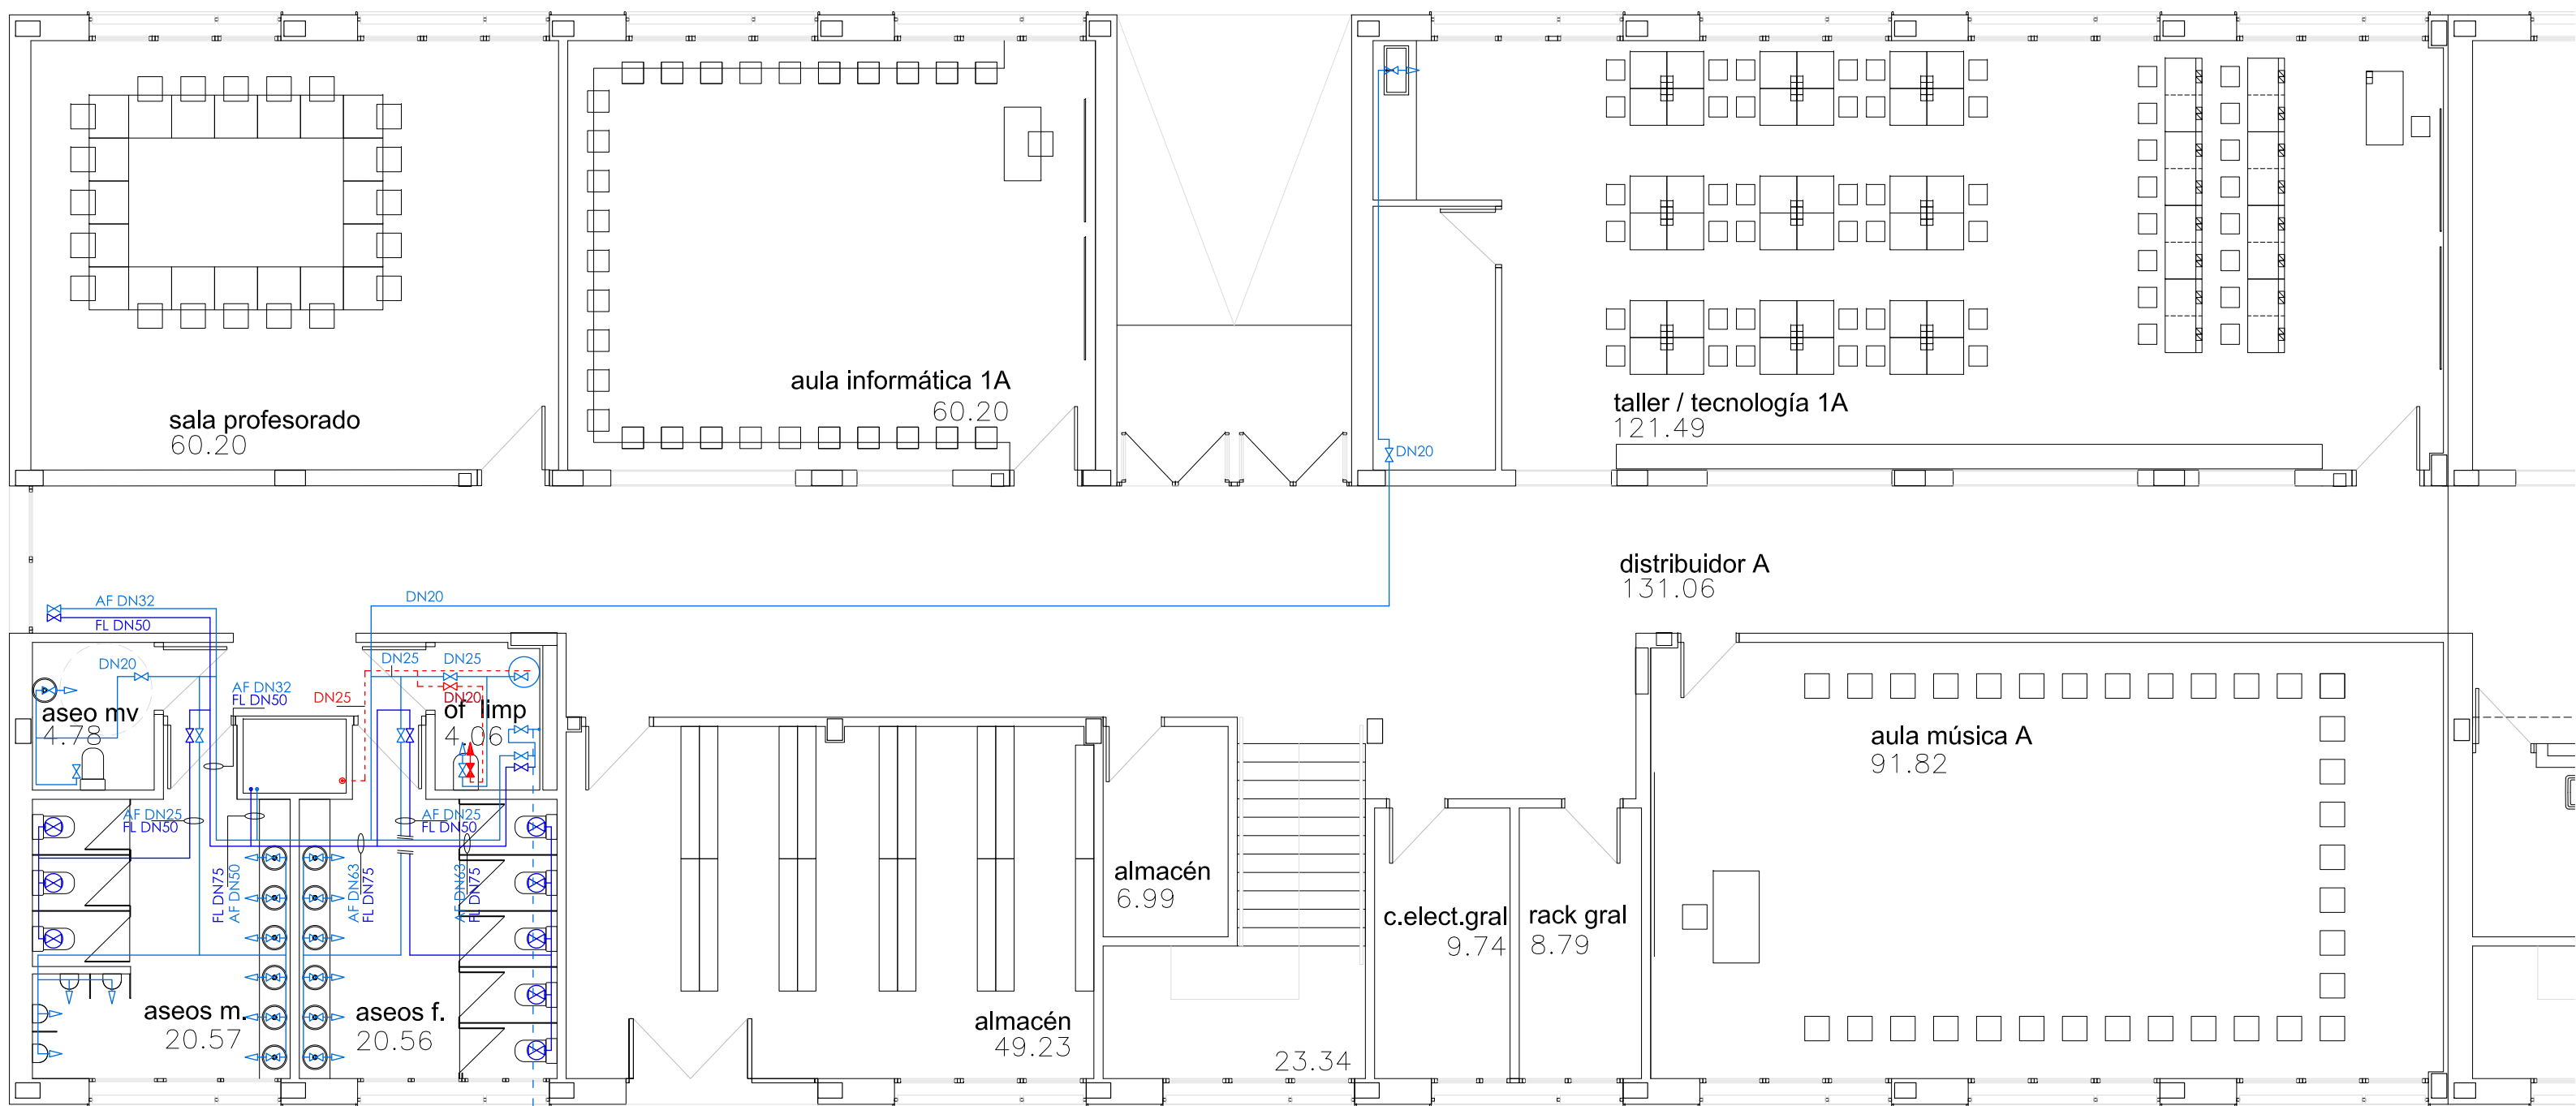 aula informática 1A
60.20
taller / tecnología 1A
121.49
sala profesorado
60.20
DN20
distribuidor A
131.06
AF DN32
FL DN50
DN20
DN20
DN25
DN25
AF DN32
FL DN50
DN25
DN20
aseo mv
4.78
of limp
4.06
aula música A
91.82
AF DN25
FL DN50
AF DN25
FL DN50
FL DN75
AF DN50
AF DN63
FL DN75
AF DN63
FL DN75
almacén
6.99
c.elect.gral
9.74
rack gral
8.79
aseos m.
20.57
aseos f.
20.56
almacén
49.23
23.34